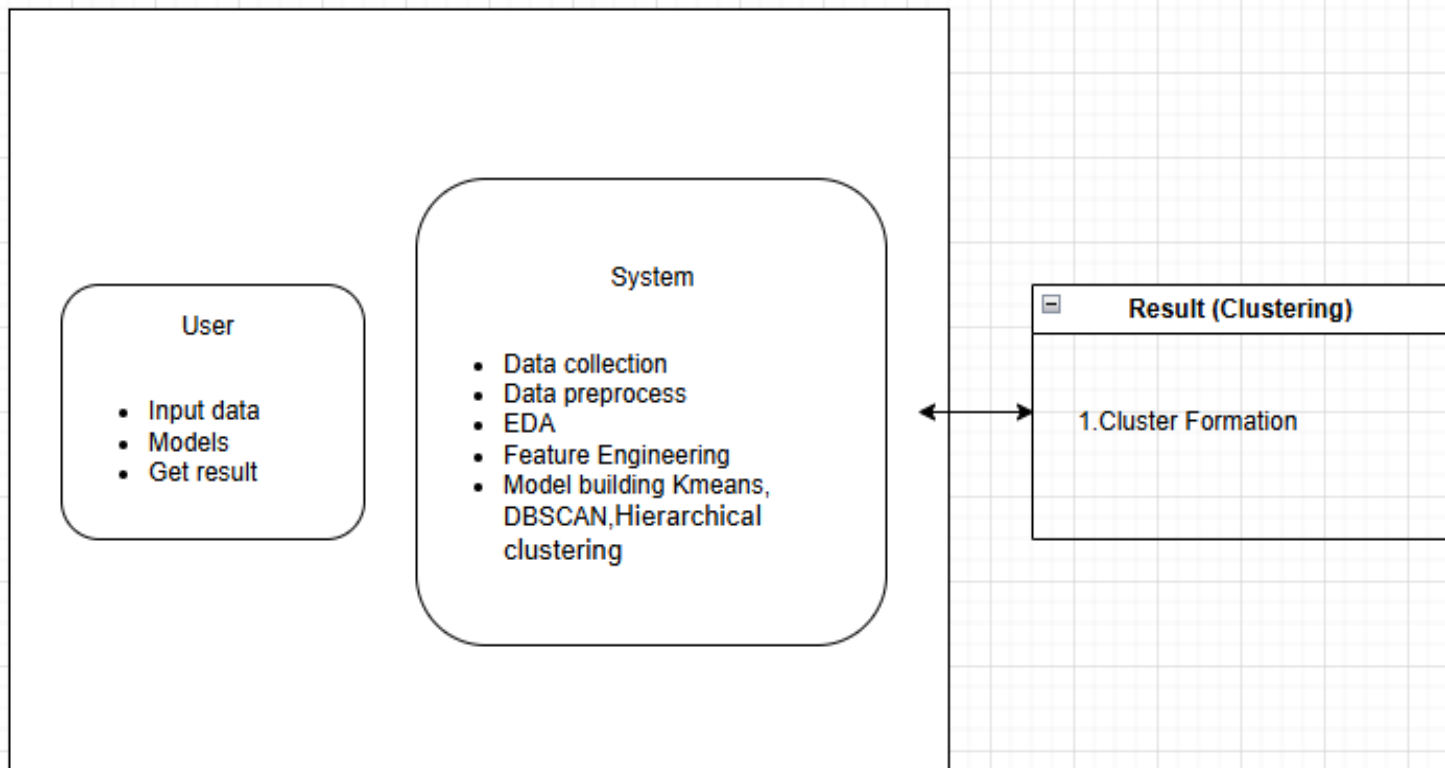 User
Input data
Models
Get result
System
Data collection
Data preprocess
EDA
Feature Engineering
Model building Kmeans,
DBSCAN,Hierarchical
clustering
Result (Clustering)
1.Cluster Formation